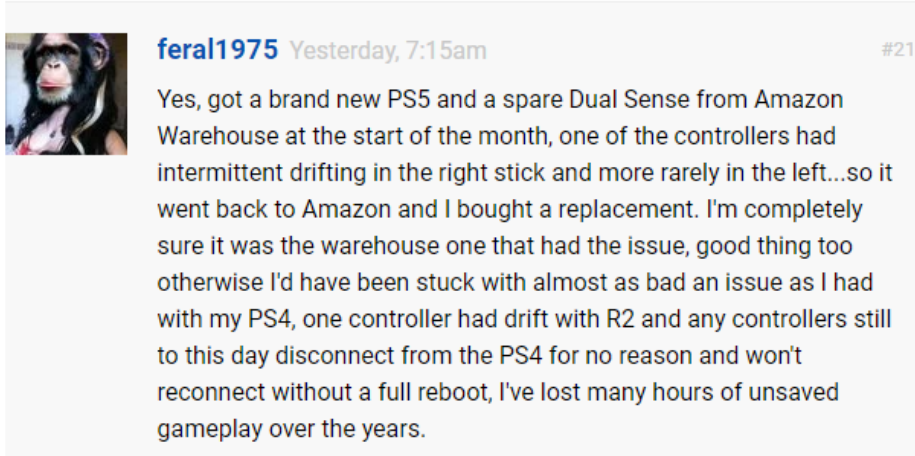 feral1975 Yesterday, 7:15am #21
Yes, got a brand new PS5 and a spare Dual Sense from Amazon
Warehouse at the start of the month, one of the controllers had
intermittent drifting in the right stick and more rarely in the left...so it
went back to Amazon and I bought a replacement. I'm completely
sure it was the warehouse one that had the issue, good thing too
otherwise I'd have been stuck with almost as bad an issue as I had
with my PS4, one controller had drift with R2 and any controllers still
to this day disconnect from the PS4 for no reason and won't
reconnect without a full reboot, I've lost many hours of unsaved
gameplay over the years.